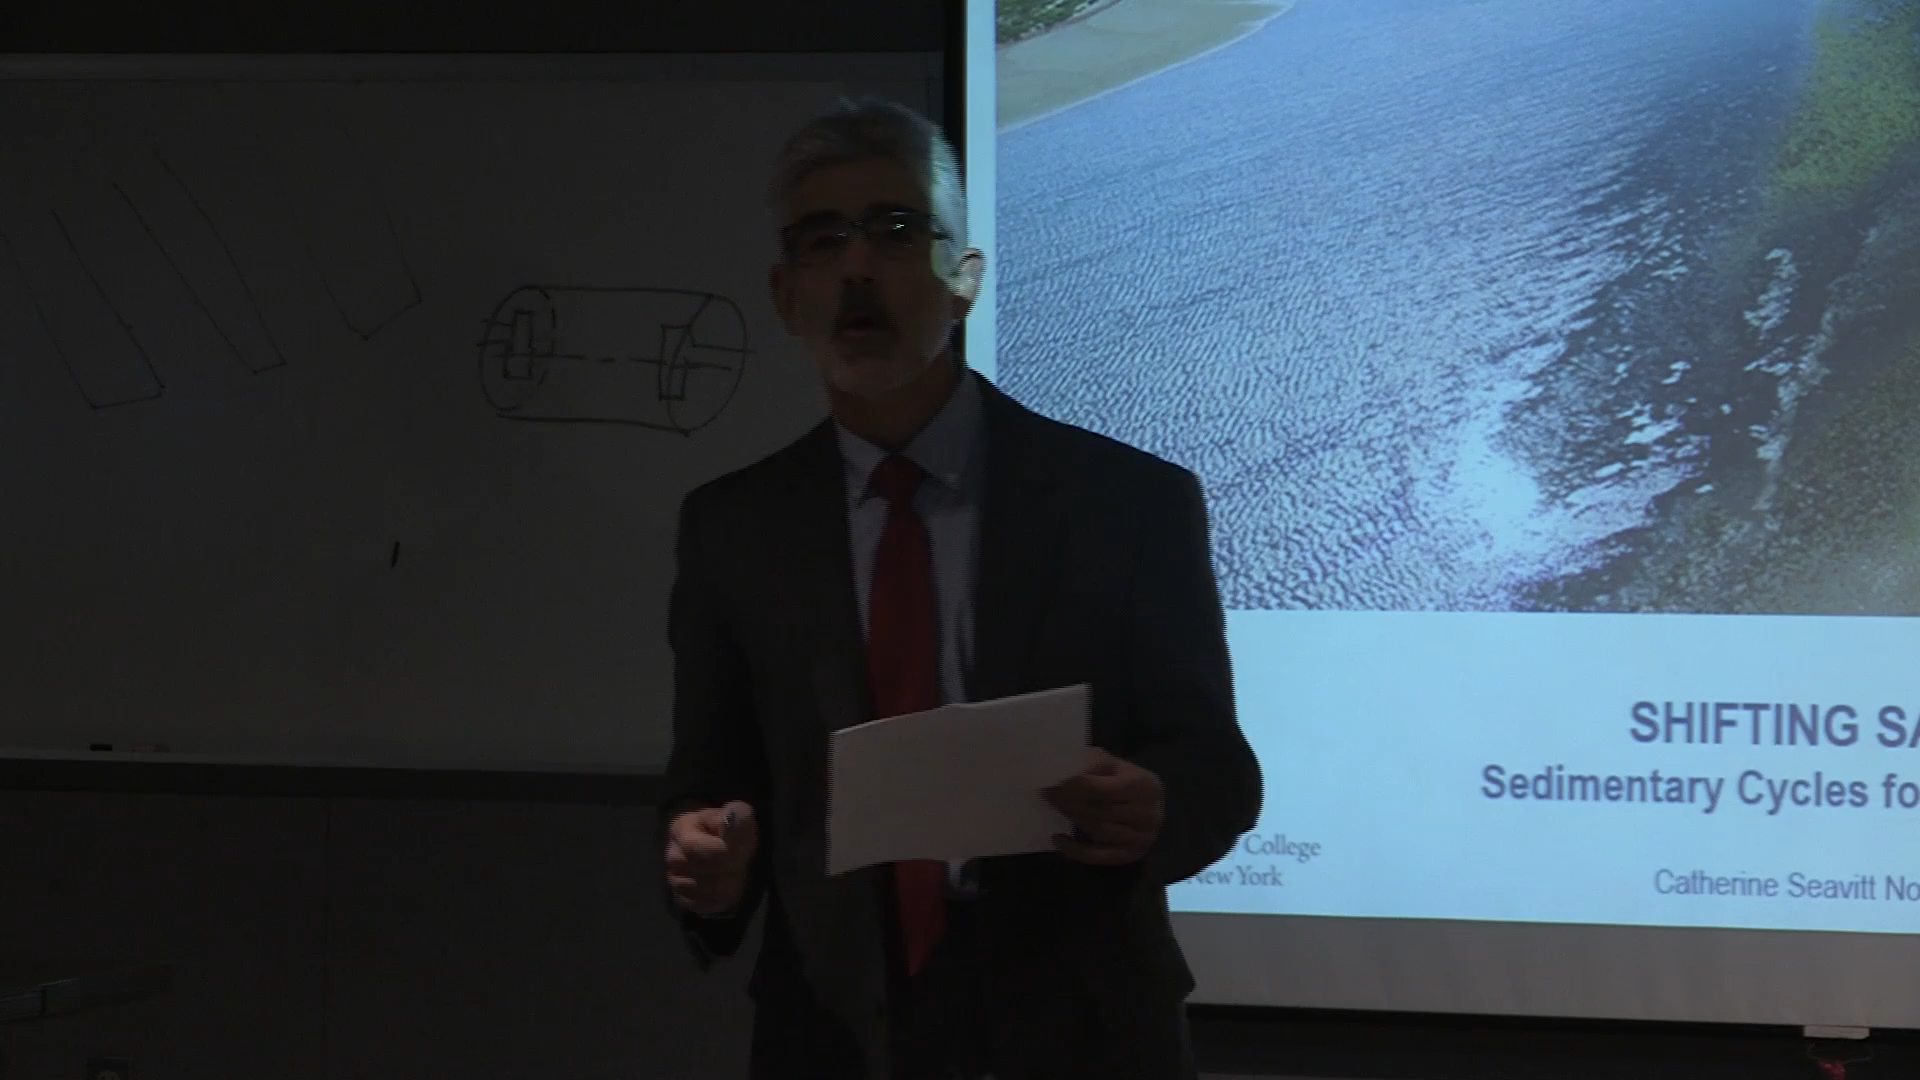 SHIFTING SA
Sedimentary Cycles fo
College
New York
Catherine Seavitt No